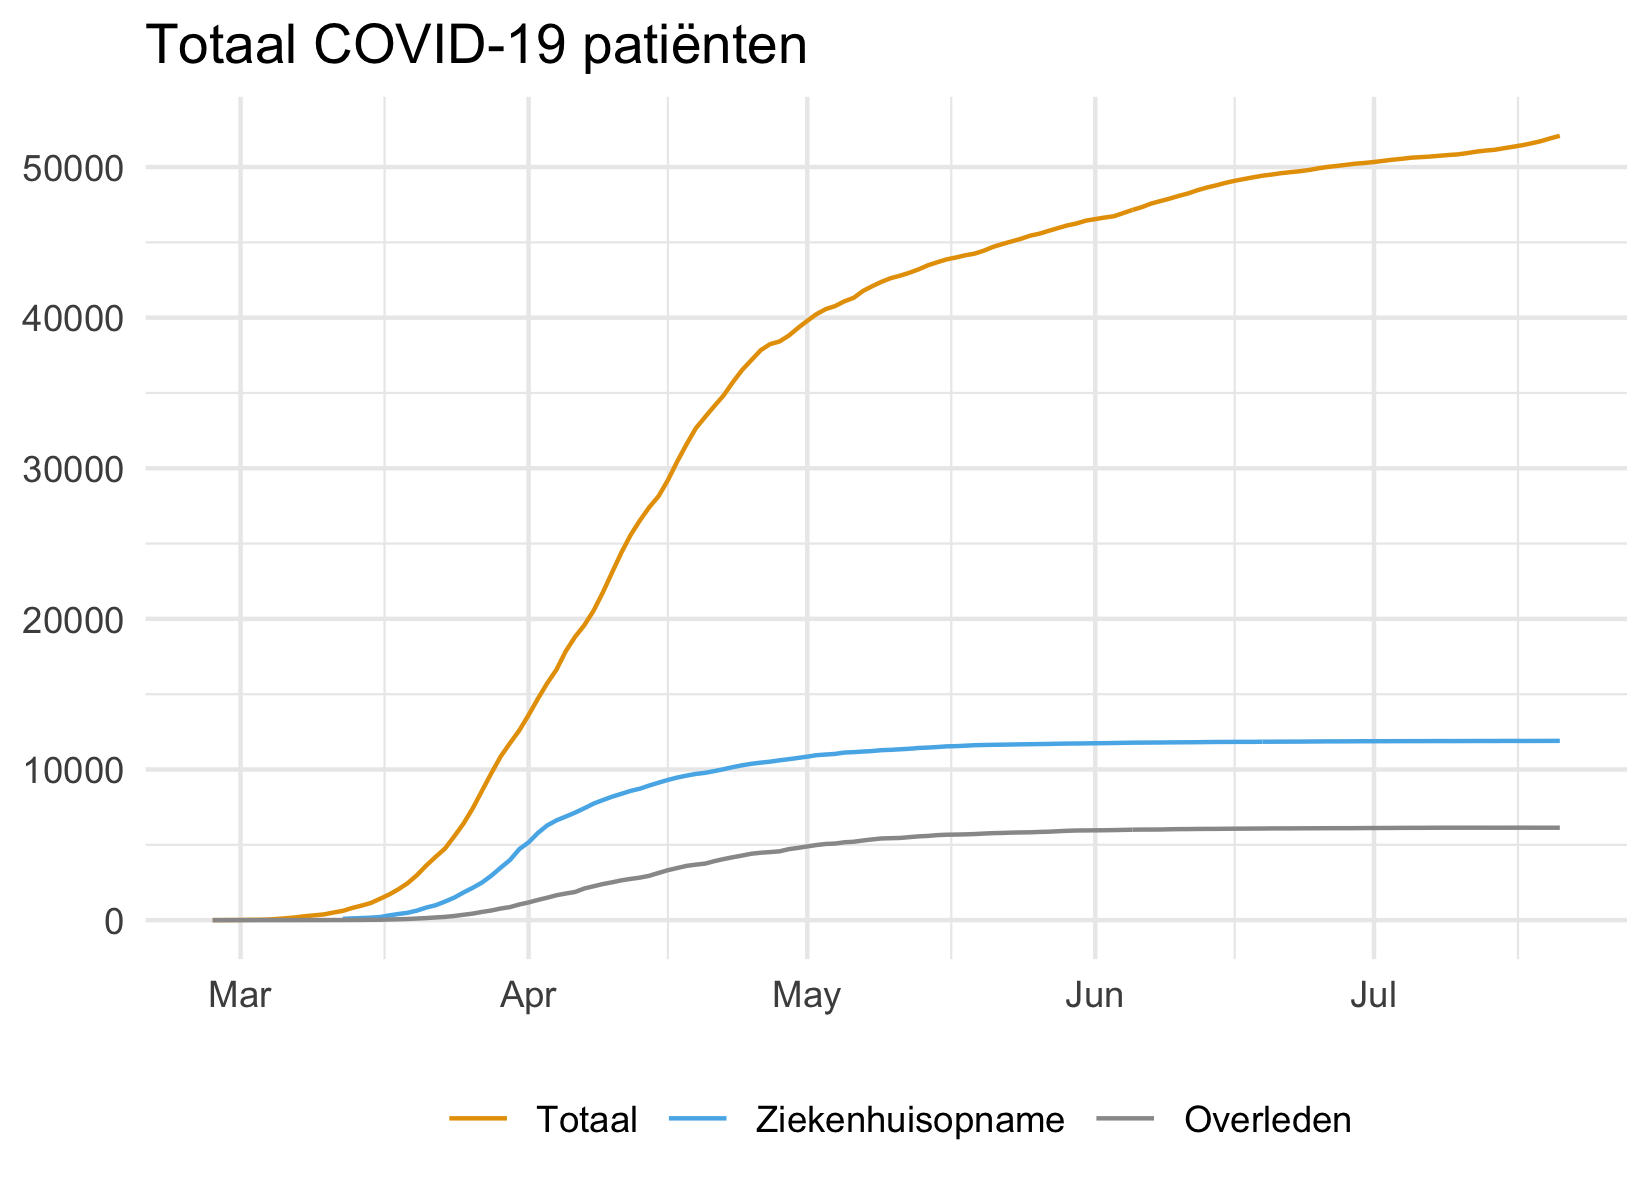 Totaal COVID-19 patiënten
50000
40000
30000
20000
10000
0
Mar Apr May Jun Jul
Totaal Ziekenhuisopname Overleden